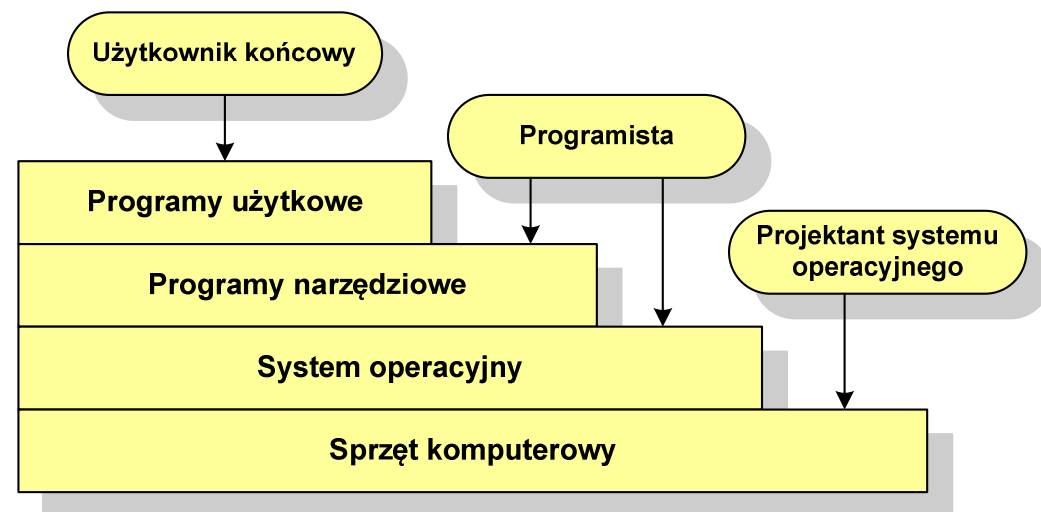 Użytkownik końcowy
Programista
Programy użytkowe
Projektant systemu
operacyjnego
Programy narzędziowe
System operacyjny
Sprzęt komputerowy